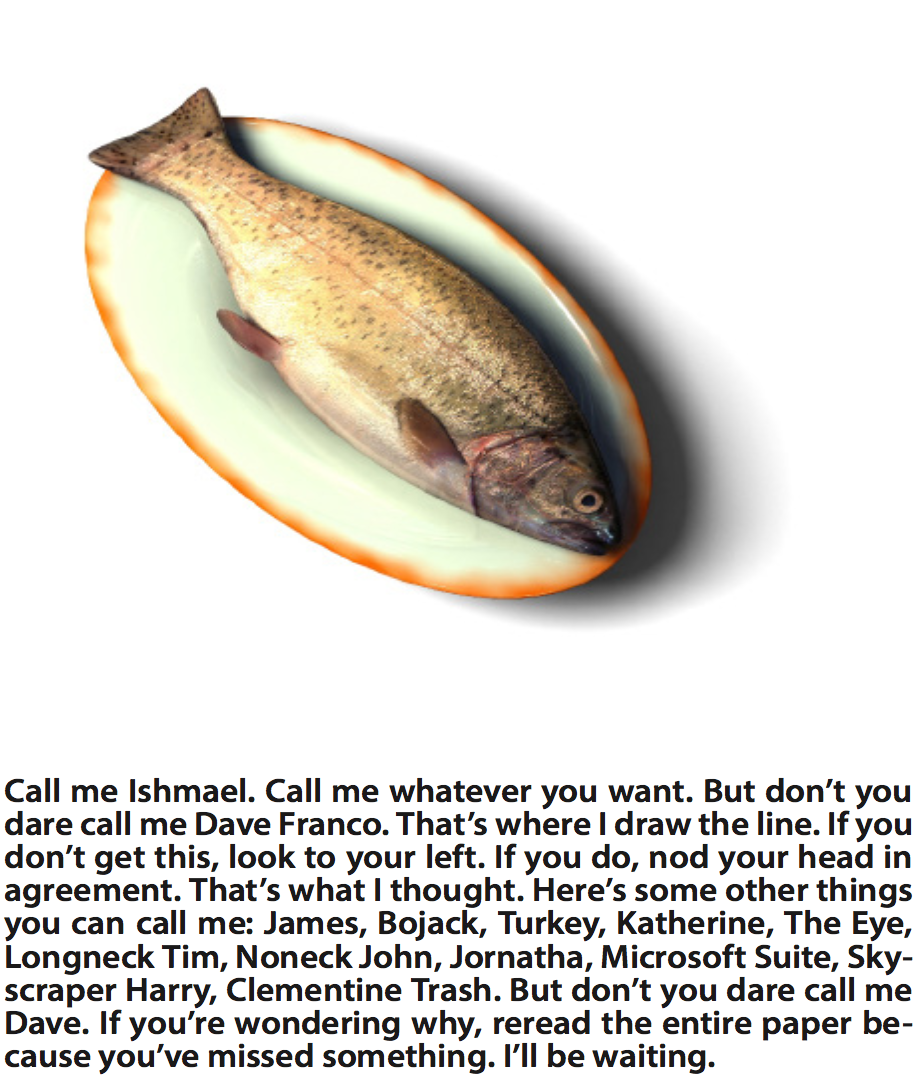 Call me Ishmael. Call me whatever you want. But don’t you
dare call me Dave Franco. That’s where I draw the line. If you
don’t get this, look to your left. If you do, nod your head in
agreement. That’s what I thought. Here’s some other things
you can call me: James, Bojack, Turkey, Katherine, The Eye,
Longneck Tim, Noneck John, Jornatha, Microsoft Suite, Sky-
scraper Harry, Clementine Trash. But don’t you dare call me
Dave. If you’re wondering why, reread the entire paper be-
cause you’ve missed something. I’ll be waiting.